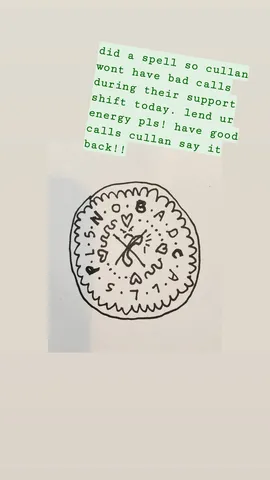 did a spell so cullan
wont have bad calls
during their support
shift today. lend ur
energy pls! have good
calls cullan say it
back!!
NO BAD CALLS PLS